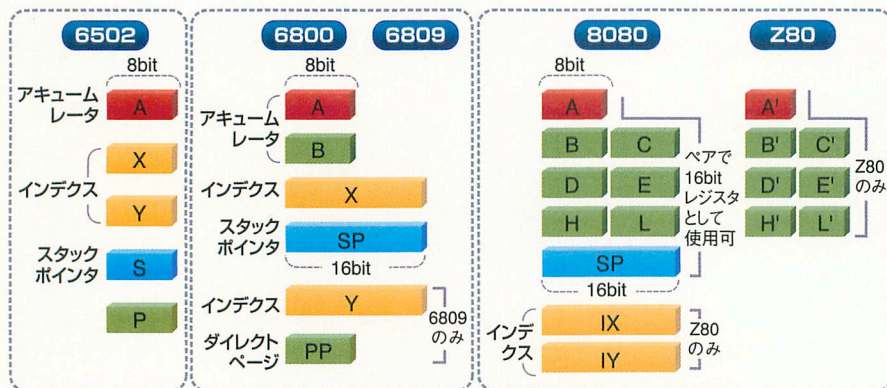 6502
8bit
アキューム
レータ
A
X
インデクス
Y
スタック
ポインタ
S
P
6800
6809
8bit
アキューム
レータ
A
B
インデクス
X
スタック
ポインタ
SP
16bit
インデクス
Y
ダイレクト
ページ
PP
6809
のみ
8080
Z80
8bit
A
B
C
D
E
H
L
SP
16bit
ペアで
16bit
レジスタ
として
使用可
インデ
クス
IX
IY
Z80
のみ
A'
B'
C'
D'
E'
H'
L'
Z80
のみ